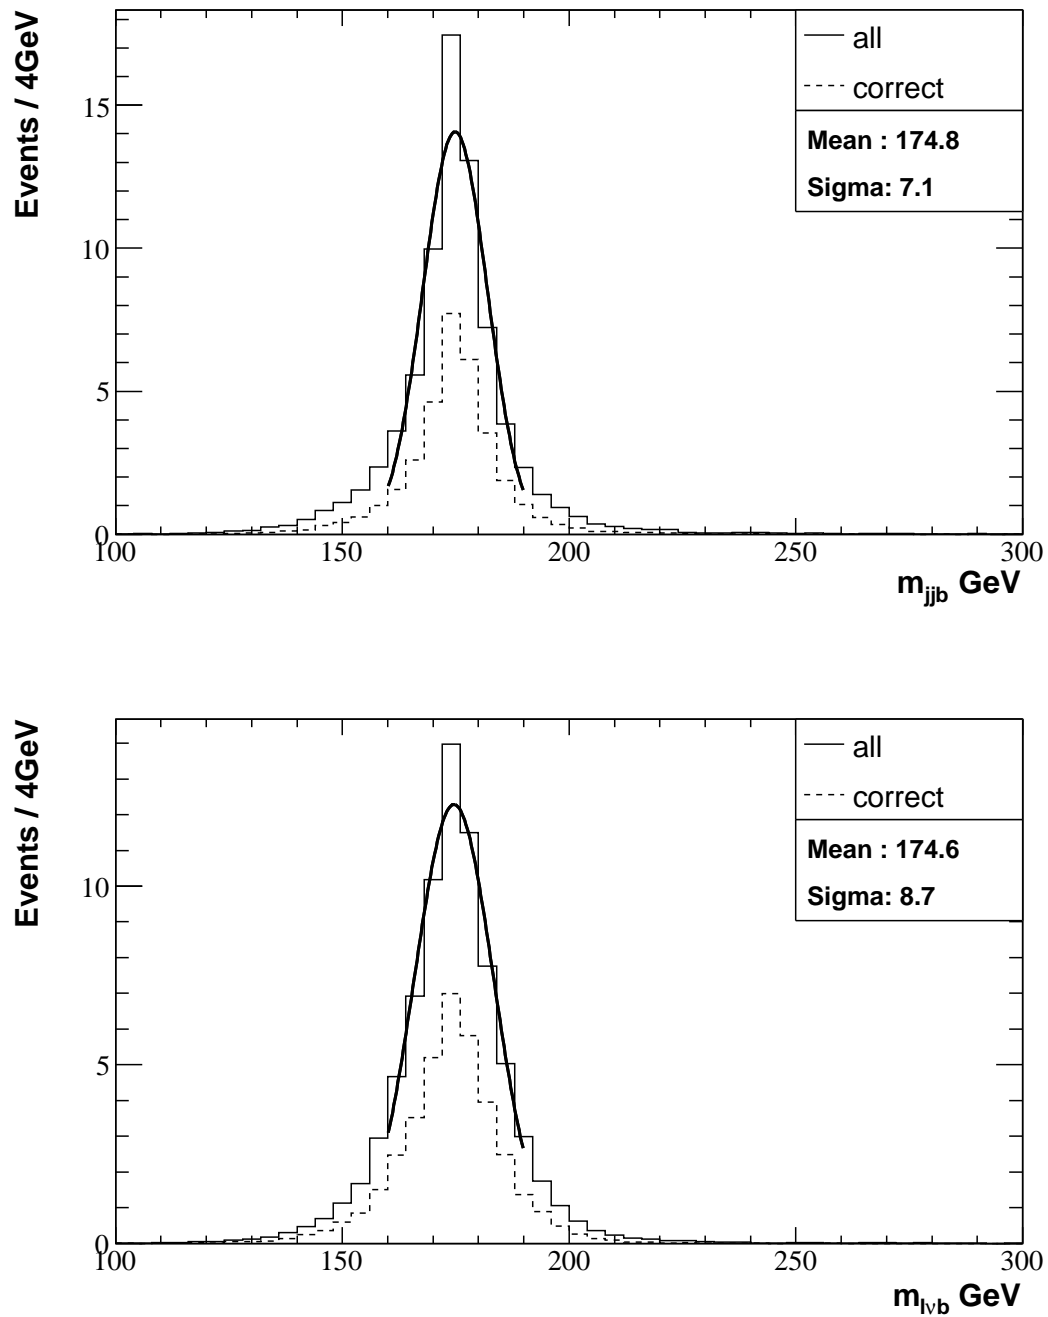 Events / 4GeV
all
correct
Mean : 174.8
Sigma: 7.1
15
10
5
0
100 150 200 250 300
m_jjb GeV
Events / 4GeV
all
correct
Mean : 174.6
Sigma: 8.7
10
5
0
100 150 200 250 300
m_lνb GeV